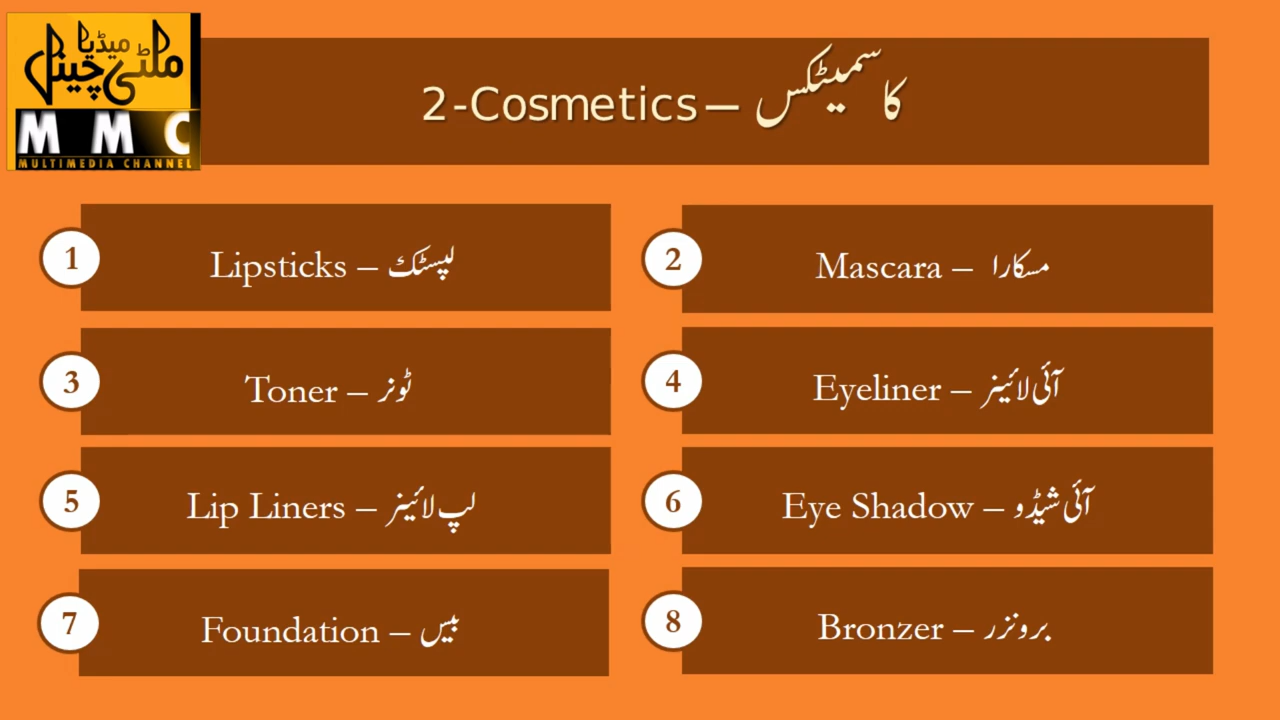 ملٹی میڈیا چینل
M M C
MULTIMEDIA CHANNEL
2-Cosmetics – کاسمیٹکس
1 Lipsticks – لپسٹک
2 Mascara – مسکارا
3 Toner – ٹونر
4 Eyeliner – آئی لائینر
5 Lip Liners – لپ لائینر
6 Eye Shadow – آئی شیڈو
7 Foundation – بیس
8 Bronzer – برونزر